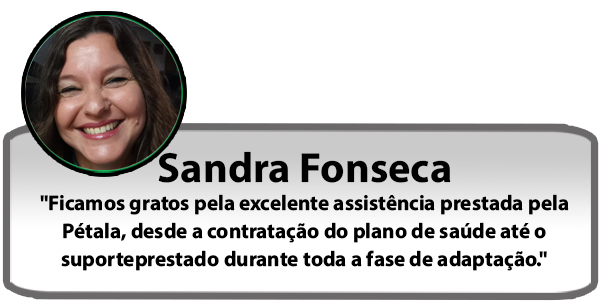 Sandra Fonseca
"Ficamos gratos pela excelente assistência prestada pela
Pétala, desde a contratação do plano de saúde até o
suporteprestado durante toda a fase de adaptação."